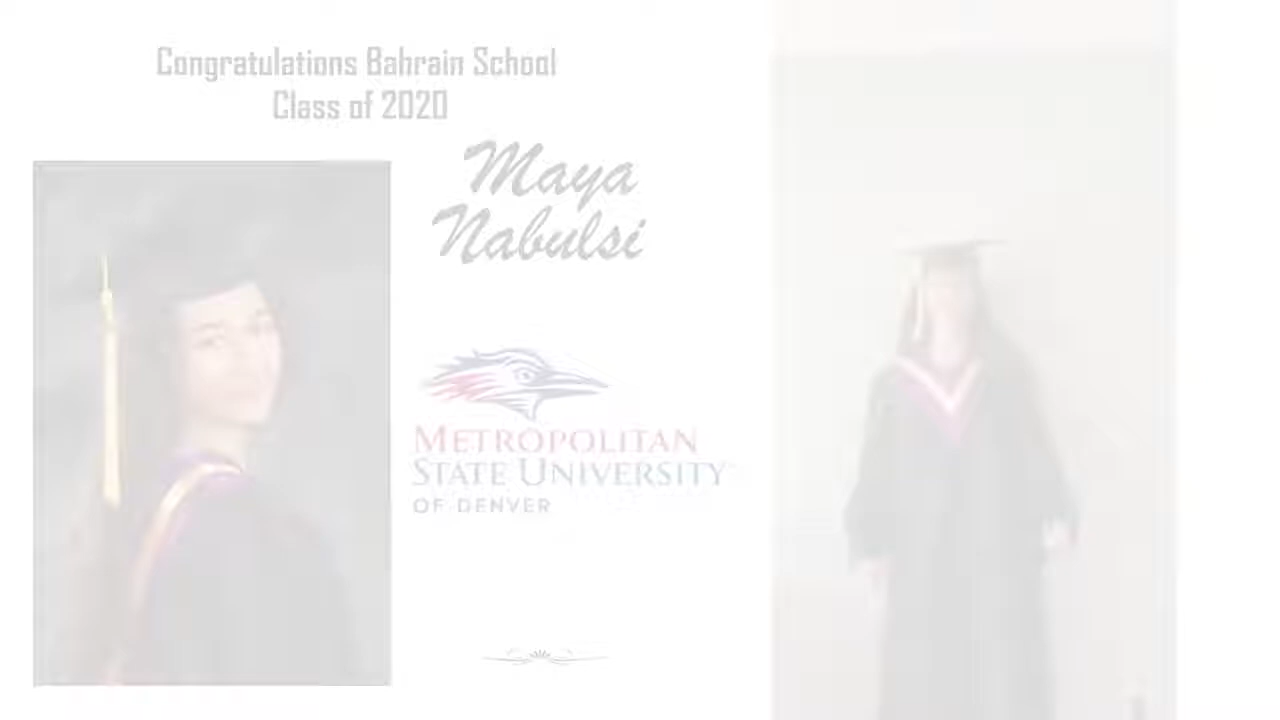 Congratulations Bahrain School
Class of 2020
Maya
Nabulsi
METROPOLITAN
STATE UNIVERSITY
OF DENVER